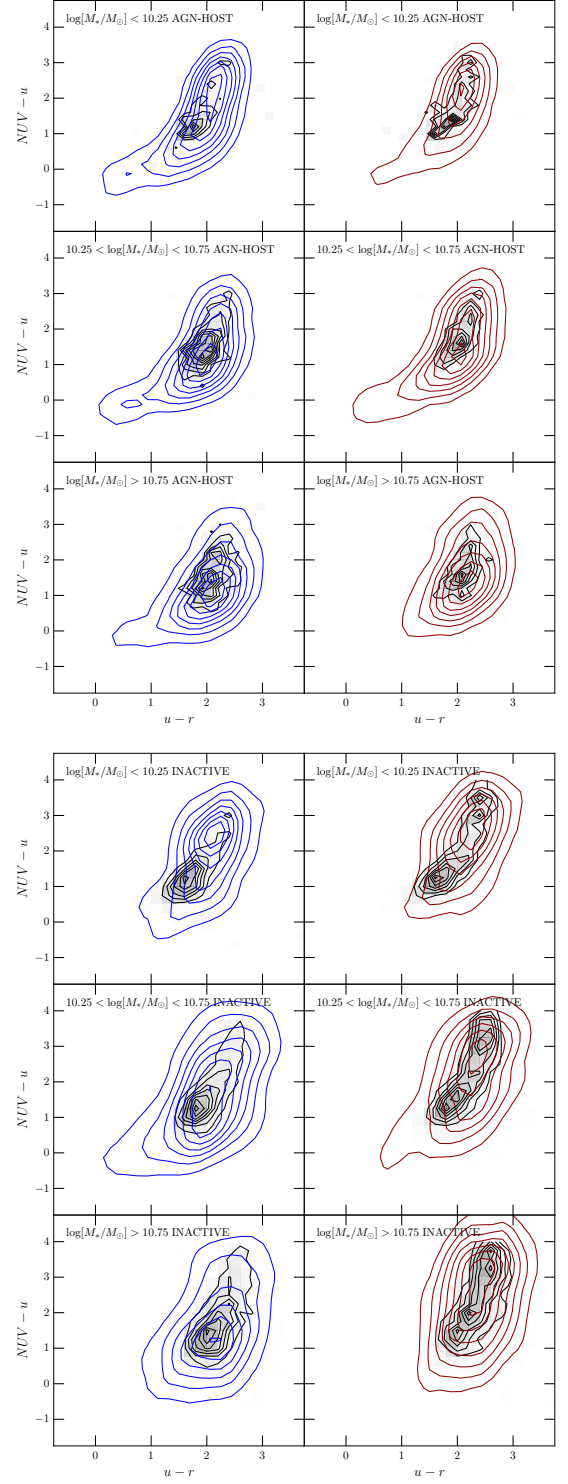 log[M*/M⊙] < 10.25 AGN-HOST
log[M*/M⊙] < 10.25 AGN-HOST
4
3
2
1
0
−1
NUV − u
10.25 < log[M*/M⊙] < 10.75 AGN-HOST
10.25 < log[M*/M⊙] < 10.75 AGN-HOST
4
3
2
1
0
−1
NUV − u
log[M*/M⊙] > 10.75 AGN-HOST
log[M*/M⊙] > 10.75 AGN-HOST
4
3
2
1
0
−1
NUV − u
0 1 2 3
0 1 2 3
u − r
u − r
log[M*/M⊙] < 10.25 INACTIVE
log[M*/M⊙] < 10.25 INACTIVE
4
3
2
1
0
−1
NUV − u
10.25 < log[M*/M⊙] < 10.75 INACTIVE
10.25 < log[M*/M⊙] < 10.75 INACTIVE
4
3
2
1
0
−1
NUV − u
log[M*/M⊙] > 10.75 INACTIVE
log[M*/M⊙] > 10.75 INACTIVE
4
3
2
1
0
−1
NUV − u
0 1 2 3
0 1 2 3
u − r
u − r